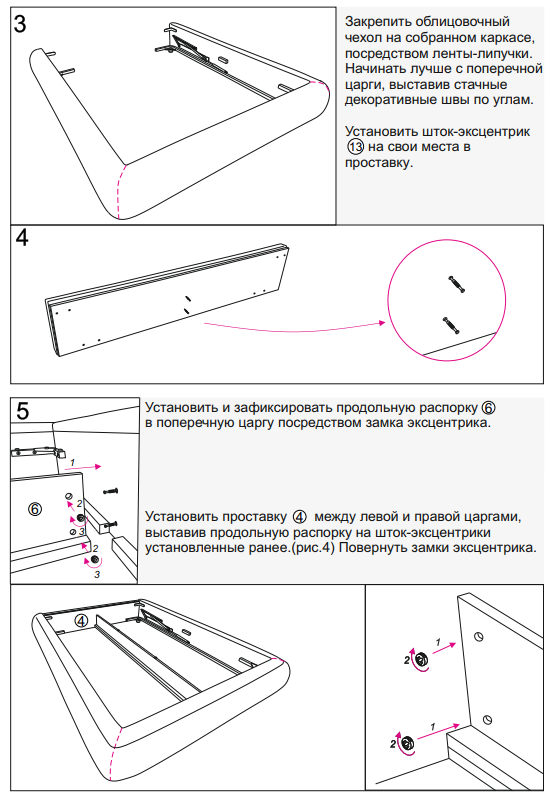 3
Закрепить облицовочный
чехол на собранном каркасе,
посредством ленты-липучки.
Начинать лучше с поперечной
царги, выставив стачные
декоративные швы по углам.
Установить шток-эксцентрик
13 на свои места в
проставку.
4
5
Установить и зафиксировать продольную распорку 6
в поперечную царгу посредством замка эксцентрика.
1
2
6
3
2
3
Установить проставку 4 между левой и правой царгами,
выставив продольную распорку на шток-эксцентрики
установленные ранее.(рис.4) Повернуть замки эксцентрика.
4
1
2
1
2